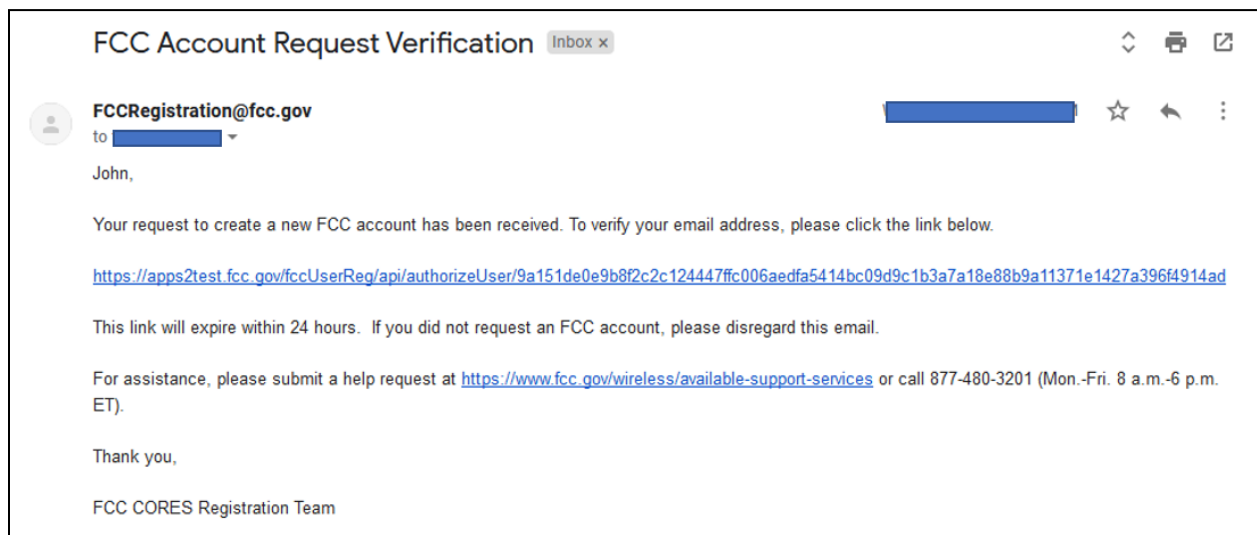 FCC Account Request Verification Inbox x
FCCRegistration@fcc.gov
to
John,
Your request to create a new FCC account has been received. To verify your email address, please click the link below.
https://apps2test.fcc.gov/fccUserReg/api/authorizeUser/9a151de0e9b8f2c2c124447ffc006aedfa5414bc09d9c1b3a7a18e88b9a11371e1427a396f4914ad
This link will expire within 24 hours.  If you did not request an FCC account, please disregard this email.
For assistance, please submit a help request at https://www.fcc.gov/wireless/available-support-services or call 877-480-3201 (Mon.-Fri. 8 a.m.-6 p.m.
ET).
Thank you,
FCC CORES Registration Team